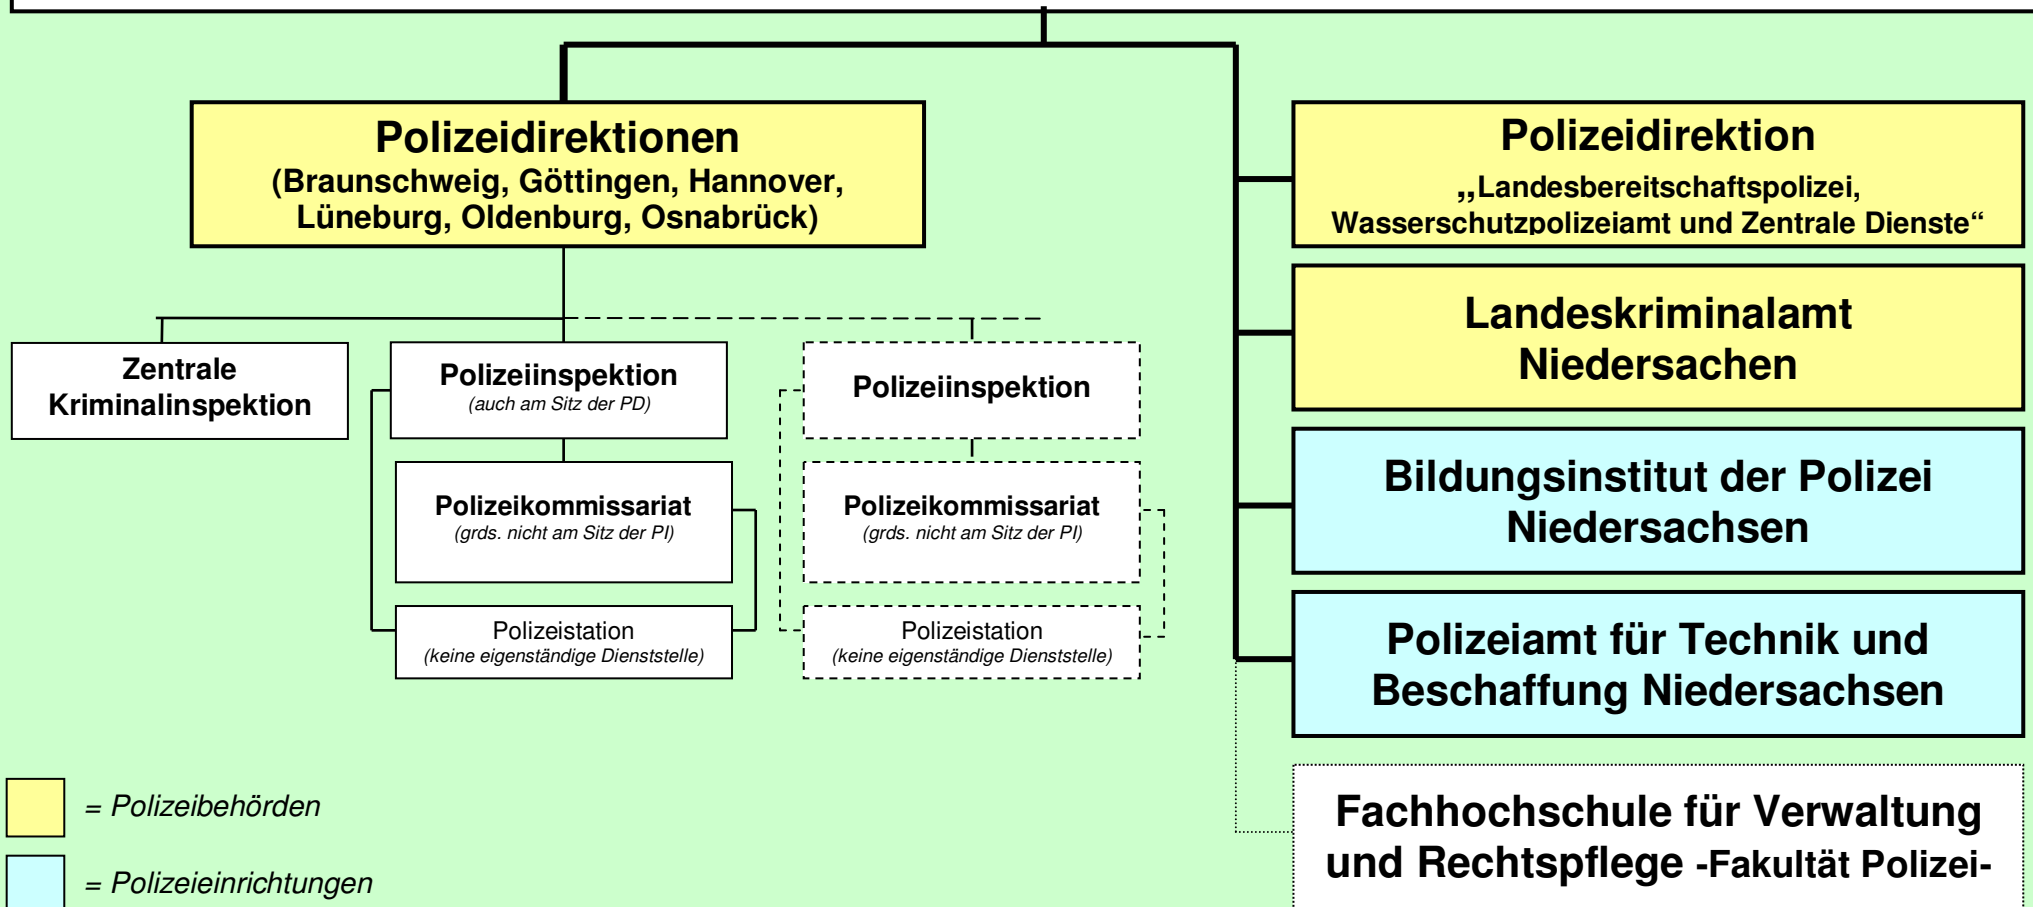 Polizeidirektionen
(Braunschweig, Göttingen, Hannover,
Lüneburg, Oldenburg, Osnabrück)
Zentrale
Kriminalinspektion
Polizeiinspektion
(auch am Sitz der PD)
Polizeikommissariat
(grds. nicht am Sitz der PI)
Polizeistation
(keine eigenständige Dienststelle)
Polizeiinspektion
Polizeikommissariat
(grds. nicht am Sitz der PI)
Polizeistation
(keine eigenständige Dienststelle)
Polizeidirektion
„Landesbereitschaftspolizei,
Wasserschutzpolizeiamt und Zentrale Dienste“
Landeskriminalamt
Niedersachen
Bildungsinstitut der Polizei
Niedersachsen
Polizeiamt für Technik und
Beschaffung Niedersachsen
Fachhochschule für Verwaltung
und Rechtspflege -Fakultät Polizei-
= Polizeibehörden
= Polizeieinrichtungen